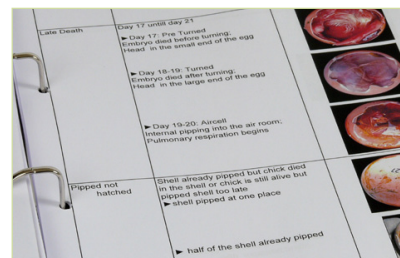 Late Death
Day 17 untill day 21
►Day 17: Pre Turned
Embryo died before turning;
Head in the small end of the egg
►Day 18-19: Turned
Embryo died after turning;
Head in the large end of the egg
►Day 19-20: Aircell
Internal pipping into the air room;
Pulmonary respiration begins
Pipped not
hatched
Shell already pipped but chick died
in the shell or chick is still alive but
pipped shell too late
►shell pipped at one place
► half of the shell already pipped